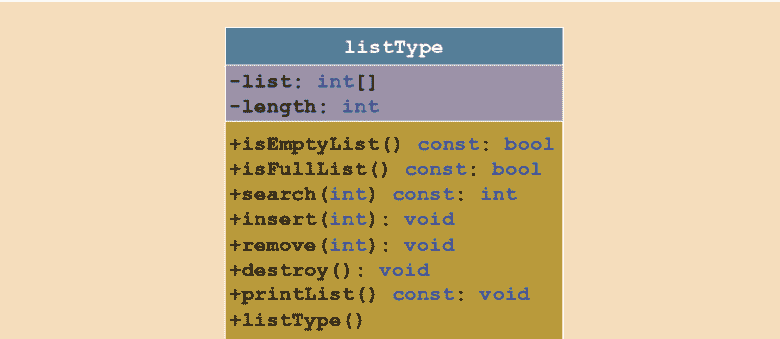 listType
-list: int[]
-length: int
+isEmptyList() const: bool
+isFullList() const: bool
+search(int) const: int
+insert(int): void
+remove(int): void
+destroy(): void
+printList() const: void
+listType()